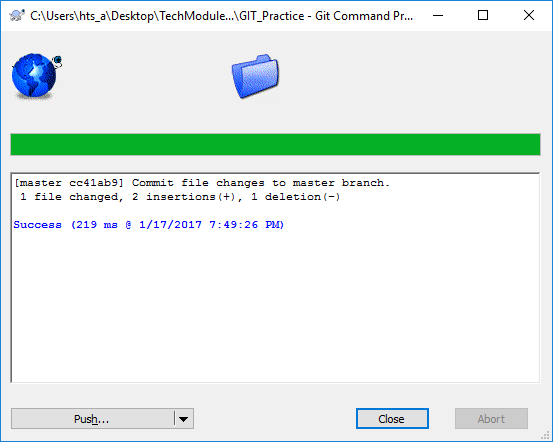 C:\Users\hts_a\Desktop\TechModule...\GIT_Practice - Git Command Pr...
[master cc41ab9] Commit file changes to master branch.
1 file changed, 2 insertions(+), 1 deletion(-)
Success (219 ms @ 1/17/2017 7:49:26 PM)
Push...
Close
Abort